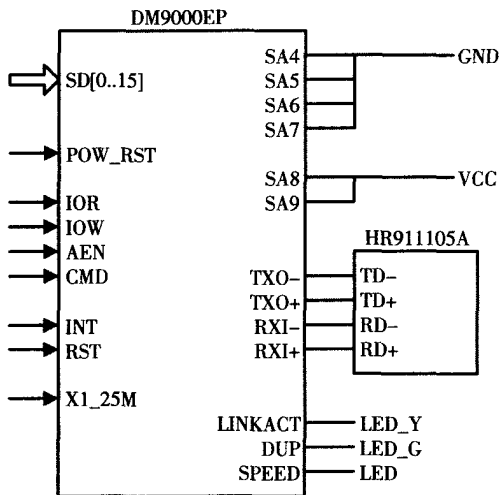 DM9000EP
SD[0..15]
POW_RST
IOR
IOW
AEN
CMD
INT
RST
X1_25M
SA4
SA5
SA6
SA7
SA8
SA9
TXO−
TXO+
RXI−
RXI+
LINKACT
DUP
SPEED
GND
VCC
HR911105A
TD−
TD+
RD−
RD+
LED_Y
LED_G
LED